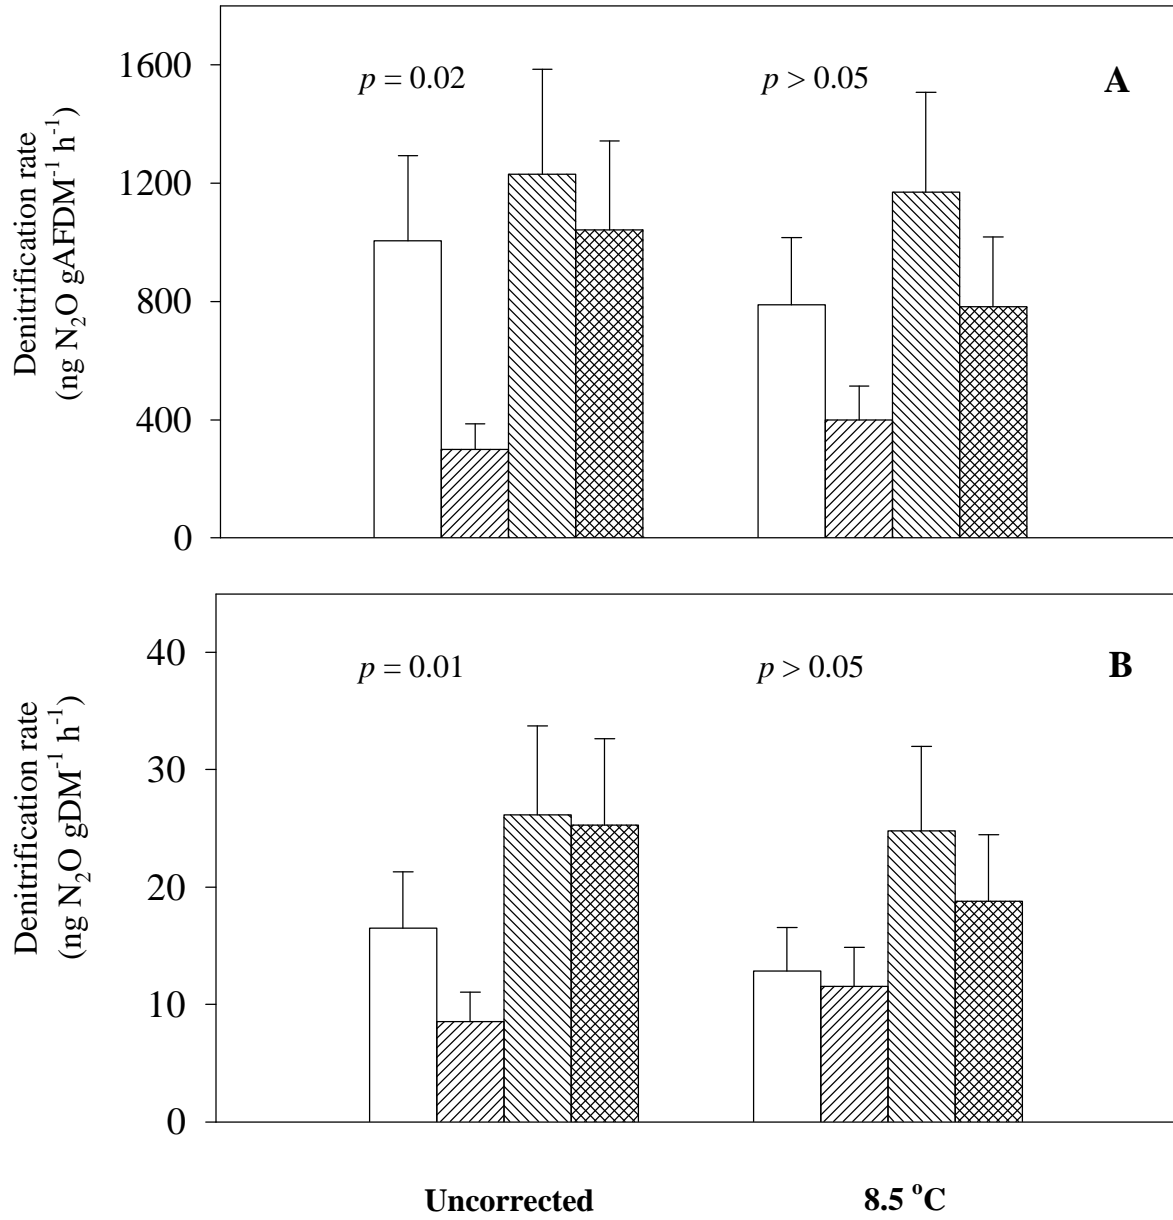 Denitrification rate
(ng N₂O gAFDM⁻¹ h⁻¹)
1600
1200
800
400
0
p = 0.02
p > 0.05
A
Denitrification rate
(ng N₂O gDM⁻¹ h⁻¹)
40
30
20
10
0
p = 0.01
p > 0.05
B
Uncorrected
8.5 °C